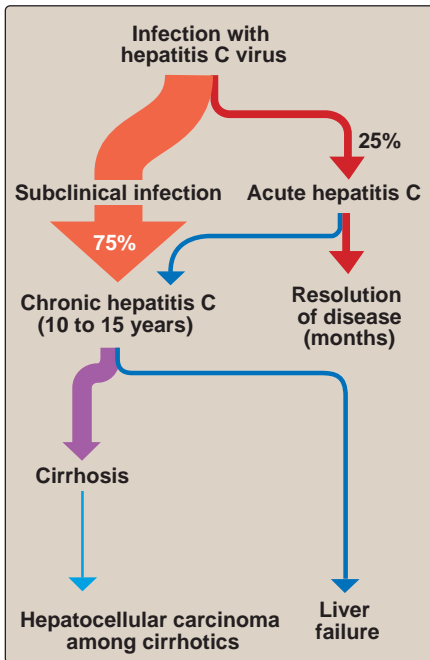 Infection with
hepatitis C virus
25%
Subclinical infection
Acute hepatitis C
75%
Chronic hepatitis C
(10 to 15 years)
Resolution
of disease
(months)
Cirrhosis
Hepatocellular carcinoma
among cirrhotics
Liver
failure